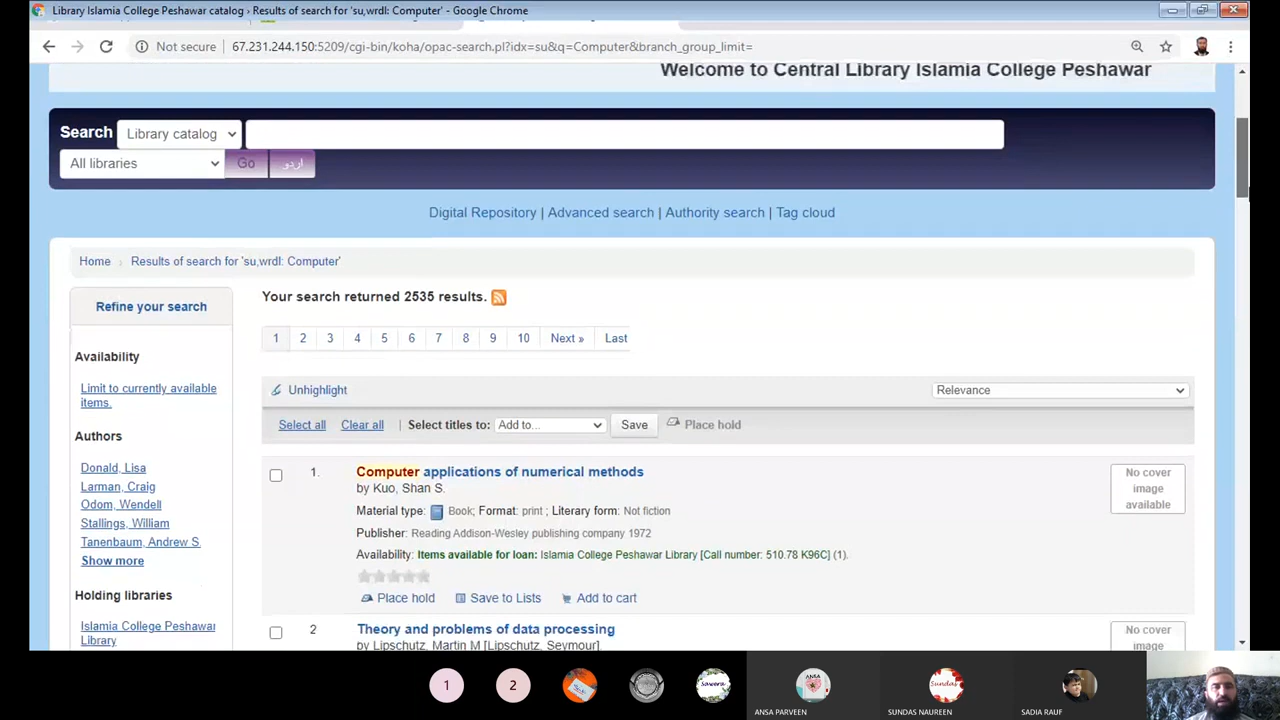 Library Islamia College Peshawar catalog › Results of search for 'su,wrdl: Computer' - Google Chrome
Not secure 67.231.244.150:5209/cgi-bin/koha/opac-search.pl?idx=su&q=Computer&branch_group_limit=
Welcome to Central Library Islamia College Peshawar
Search Library catalog
All libraries Go اردو
Digital Repository | Advanced search | Authority search | Tag cloud
Home › Results of search for 'su,wrdl: Computer'
Refine your search
Availability
Limit to currently available
items.
Authors
Donald, Lisa
Larman, Craig
Odom, Wendell
Stallings, William
Tanenbaum, Andrew S.
Show more
Holding libraries
Islamia College Peshawar
Library
Your search returned 2535 results.
1 2 3 4 5 6 7 8 9 10 Next » Last
Unhighlight Relevance
Select all Clear all | Select titles to: Add to... Save Place hold
1. Computer applications of numerical methods
by Kuo, Shan S.
Material type: Book; Format: print ; Literary form: Not fiction
Publisher: Reading Addison-Wesley publishing company 1972
Availability: Items available for loan: Islamia College Peshawar Library [Call number: 510.78 K96C] (1).
Place hold Save to Lists Add to cart
No cover
image
available
2 Theory and problems of data processing
by Lipschutz, Martin M [Lipschutz, Seymour].
No cover
image
1 2 Sawera
ANSA PARVEEN SUNDAS NAUREEN SADIA RAUF
ANSA
Sundas